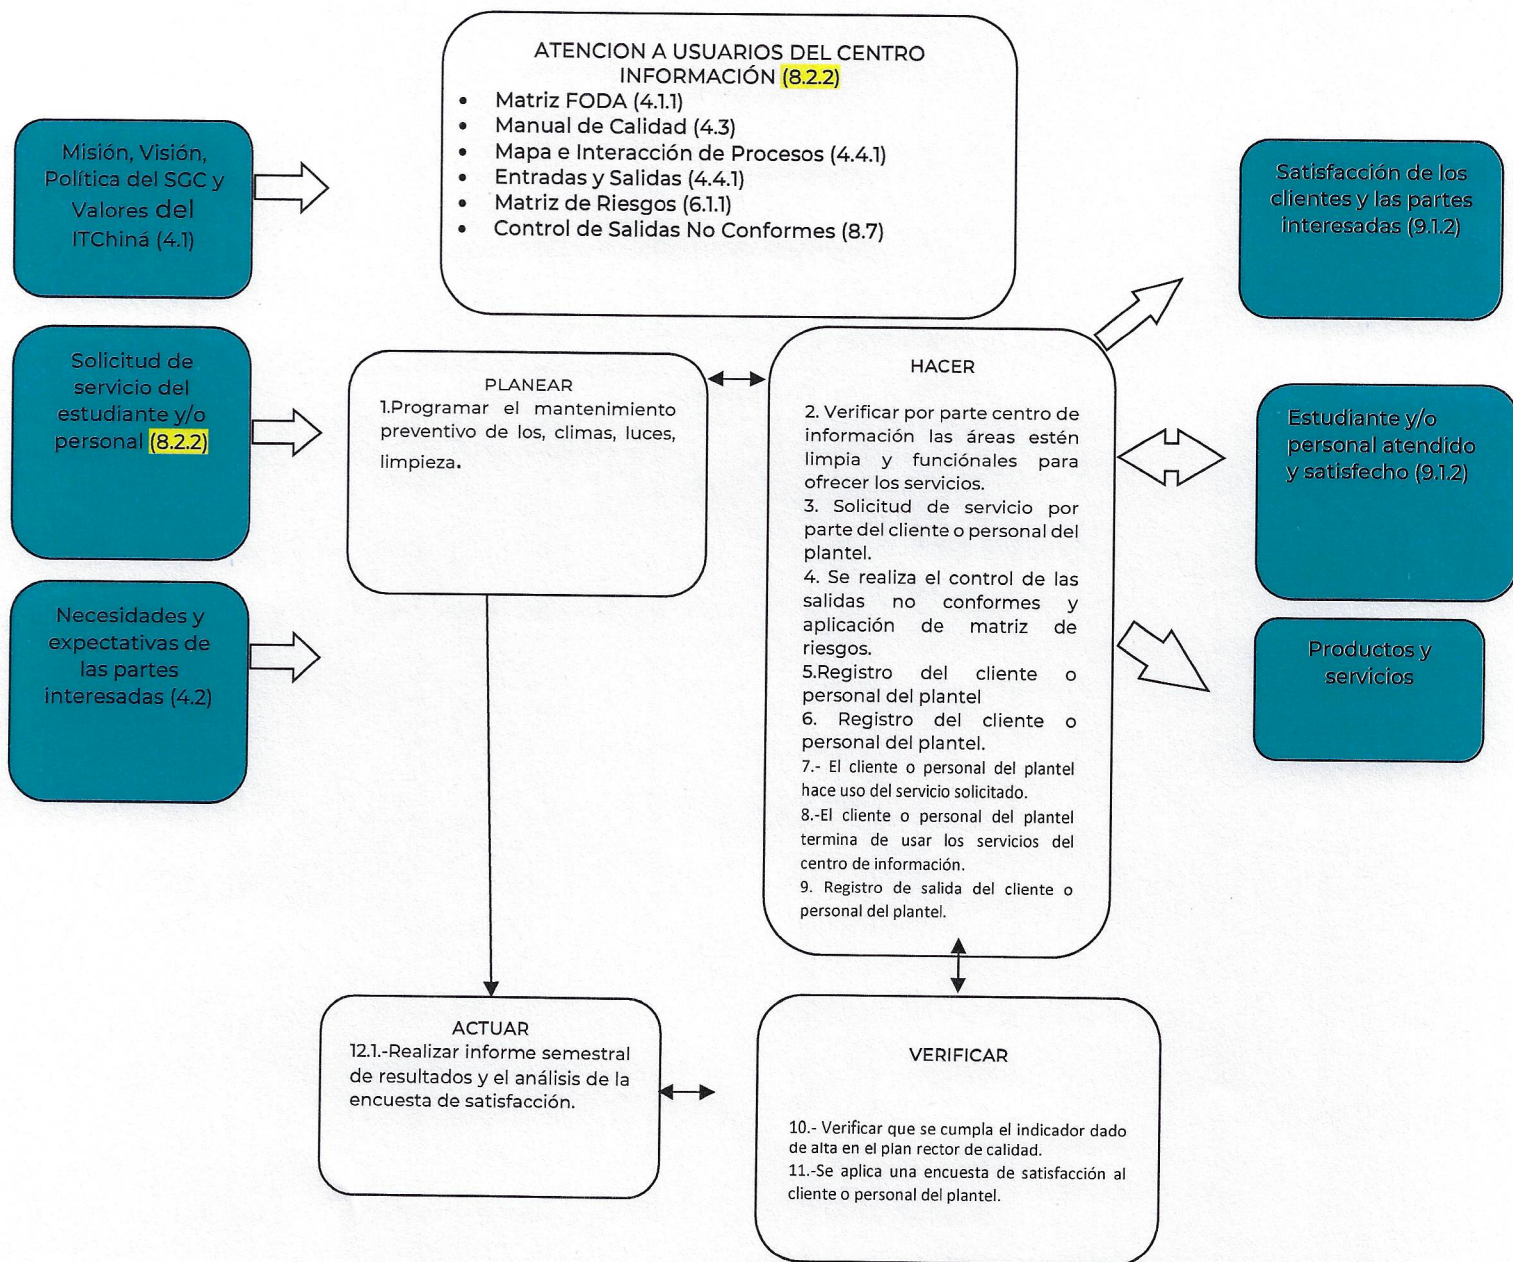 ATENCION A USUARIOS DEL CENTRO
INFORMACIÓN (8.2.2)
• Matriz FODA (4.1.1)
• Manual de Calidad (4.3)
• Mapa e Interacción de Procesos (4.4.1)
• Entradas y Salidas (4.4.1)
• Matriz de Riesgos (6.1.1)
• Control de Salidas No Conformes (8.7)
Misión, Visión,
Política del SGC y
Valores del
ITChiná (4.1)
Solicitud de
servicio del
estudiante y/o
personal (8.2.2)
Necesidades y
expectativas de
las partes
interesadas (4.2)
PLANEAR
1.Programar el mantenimiento
preventivo de los, climas, luces,
limpieza.
HACER
2. Verificar por parte centro de
información las áreas estén
limpia y funciónales para
ofrecer los servicios.
3. Solicitud de servicio por
parte del cliente o personal del
plantel.
4. Se realiza el control de las
salidas no conformes y
aplicación de matriz de
riesgos.
5.Registro del cliente o
personal del plantel
6. Registro del cliente o
personal del plantel.
7.- El cliente o personal del plantel
hace uso del servicio solicitado.
8.-El cliente o personal del plantel
termina de usar los servicios del
centro de información.
9. Registro de salida del cliente o
personal del plantel.
Satisfacción de los
clientes y las partes
interesadas (9.1.2)
Estudiante y/o
personal atendido
y satisfecho (9.1.2)
Productos y
servicios
ACTUAR
12.1.-Realizar informe semestral
de resultados y el análisis de la
encuesta de satisfacción.
VERIFICAR
10.- Verificar que se cumpla el indicador dado
de alta en el plan rector de calidad.
11.-Se aplica una encuesta de satisfacción al
cliente o personal del plantel.